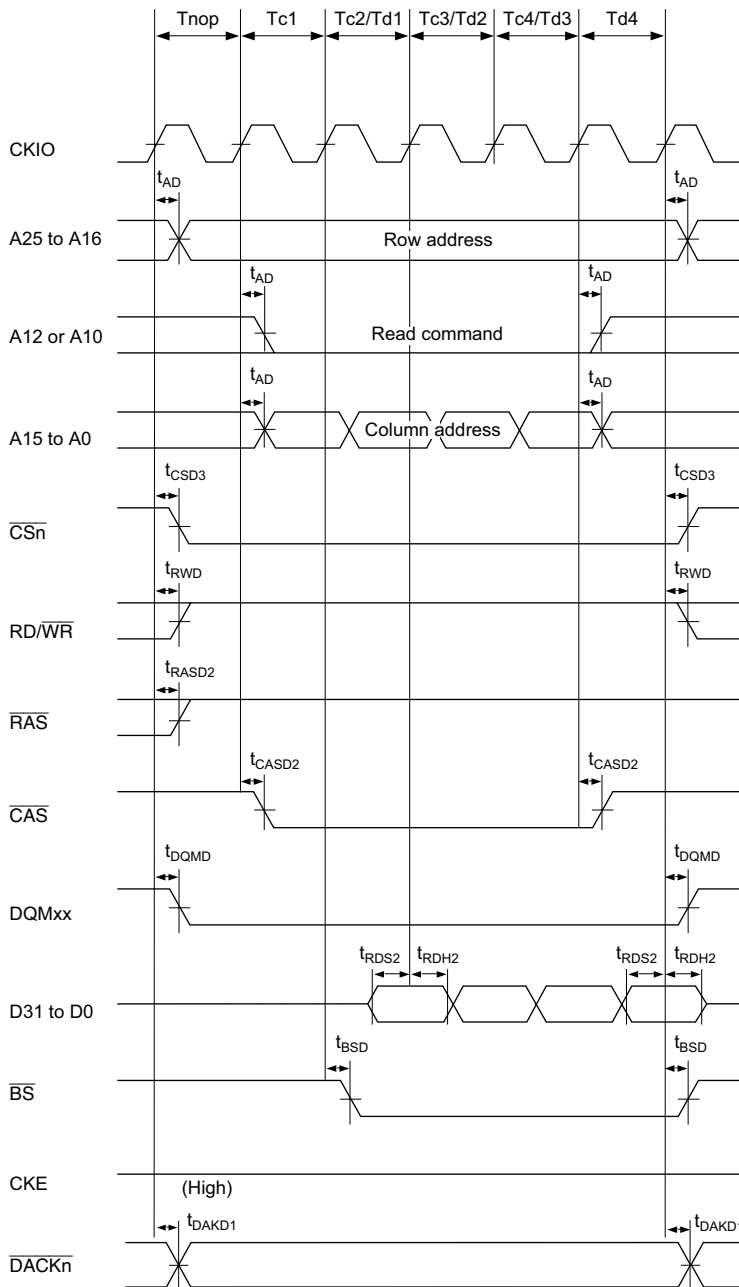 Tnop Tc1 Tc2/Td1 Tc3/Td2 Tc4/Td3 Td4
CKIO
tAD tAD
A25 to A16 Row address
tAD tAD
A12 or A10 Read command
tAD tAD
A15 to A0 Column address
tCSD3 tCSD3
CSn
tRWD tRWD
RD/WR
tRASD2
RAS
tCASD2 tCASD2
CAS
tDQMD tDQMD
DQMxx
tRDS2 tRDH2 tRDS2 tRDH2
D31 to D0
tBSD tBSD
BS
CKE (High)
tDAKD1 tDAKD1
DACKn